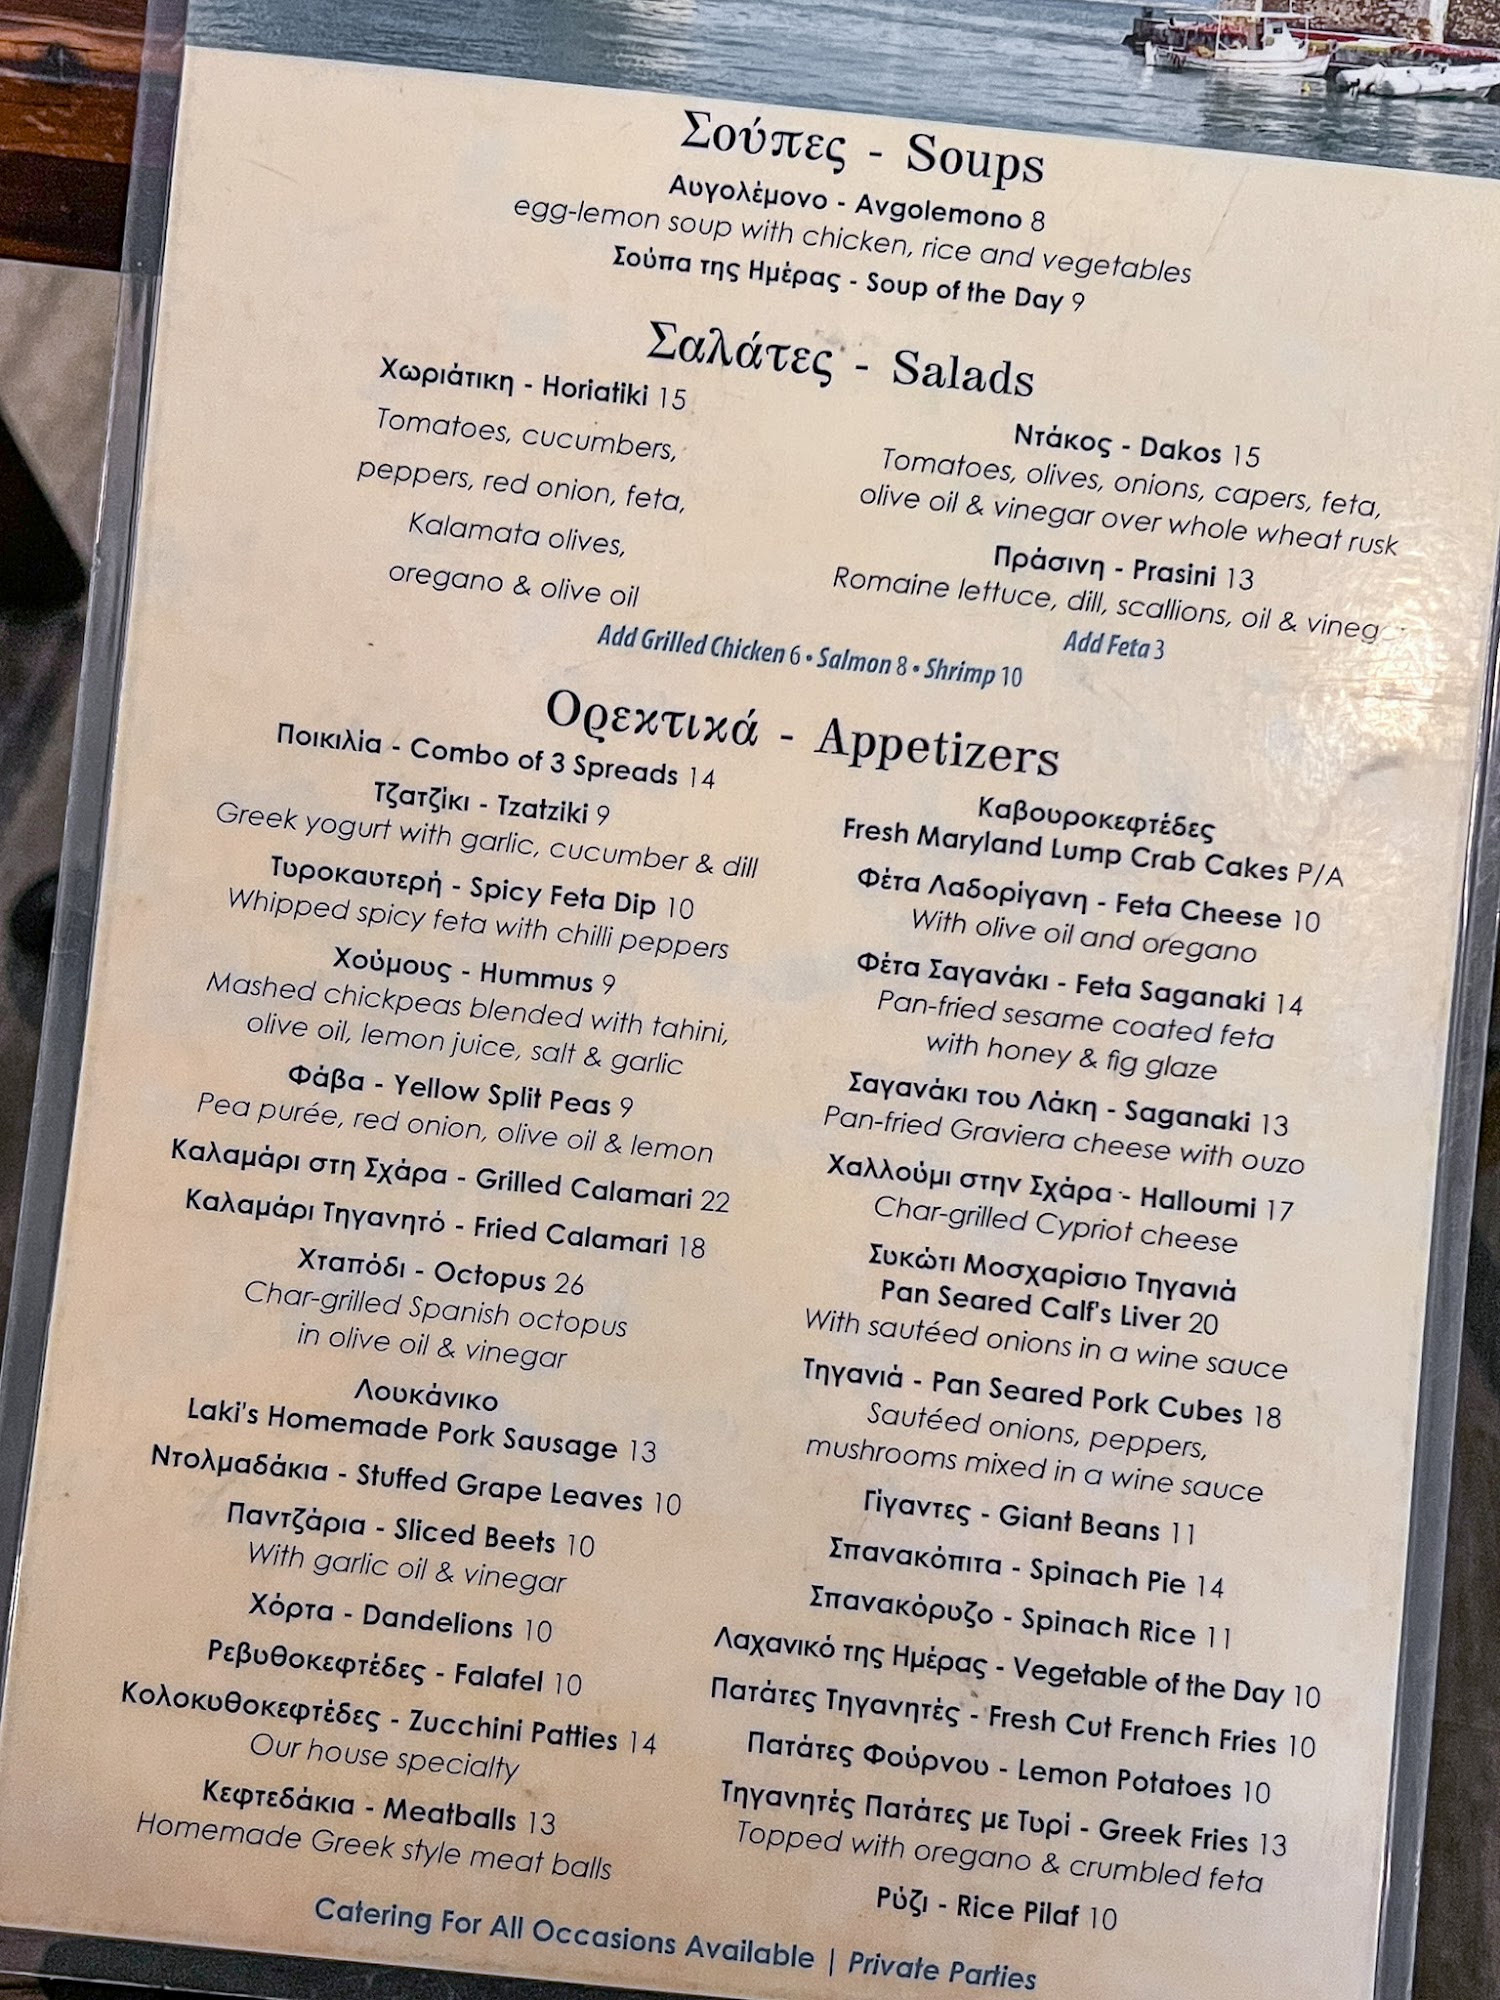 Σούπες - Soups
Αυγολέμονο - Avgolemono 8
egg-lemon soup with chicken, rice and vegetables
Σούπα της Ημέρας - Soup of the Day 9
Σαλάτες - Salads
Χωριάτικη - Horiatiki 15
Tomatoes, cucumbers,
peppers, red onion, feta,
Kalamata olives,
oregano & olive oil
Ντάκος - Dakos 15
Tomatoes, olives, onions, capers, feta,
olive oil & vinegar over whole wheat rusk
Πράσινη - Prasini 13
Romaine lettuce, dill, scallions, oil & vinegar
Add Feta 3
Add Grilled Chicken 6 • Salmon 8 • Shrimp 10
Ορεκτικά - Appetizers
Ποικιλία - Combo of 3 Spreads 14
Τζατζίκι - Tzatziki 9
Greek yogurt with garlic, cucumber & dill
Τυροκαυτερή - Spicy Feta Dip 10
Whipped spicy feta with chilli peppers
Χούμους - Hummus 9
Mashed chickpeas blended with tahini,
olive oil, lemon juice, salt & garlic
Φάβα - Yellow Split Peas 9
Pea purée, red onion, olive oil & lemon
Καλαμάρι στη Σχάρα - Grilled Calamari 22
Καλαμάρι Τηγανητό - Fried Calamari 18
Χταπόδι - Octopus 26
Char-grilled Spanish octopus
in olive oil & vinegar
Λουκάνικο
Laki's Homemade Pork Sausage 13
Ντολμαδάκια - Stuffed Grape Leaves 10
Παντζάρια - Sliced Beets 10
With garlic oil & vinegar
Χόρτα - Dandelions 10
Ρεβυθοκεφτέδες - Falafel 10
Κολοκυθοκεφτέδες - Zucchini Patties 14
Our house specialty
Κεφτεδάκια - Meatballs 13
Homemade Greek style meat balls
Καβουροκεφτέδες
Fresh Maryland Lump Crab Cakes P/A
Φέτα Λαδορίγανη - Feta Cheese 10
With olive oil and oregano
Φέτα Σαγανάκι - Feta Saganaki 14
Pan-fried sesame coated feta
with honey & fig glaze
Σαγανάκι του Λάκη - Saganaki 13
Pan-fried Graviera cheese with ouzo
Χαλλούμι στην Σχάρα - Halloumi 17
Char-grilled Cypriot cheese
Συκώτι Μοσχαρίσιο Τηγανιά
Pan Seared Calf's Liver 20
With sautéed onions in a wine sauce
Τηγανιά - Pan Seared Pork Cubes 18
Sautéed onions, peppers,
mushrooms mixed in a wine sauce
Γίγαντες - Giant Beans 11
Σπανακόπιτα - Spinach Pie 14
Σπανακόρυζο - Spinach Rice 11
Λαχανικό της Ημέρας - Vegetable of the Day 10
Πατάτες Τηγανητές - Fresh Cut French Fries 10
Πατάτες Φούρνου - Lemon Potatoes 10
Τηγανητές Πατάτες με Τυρί - Greek Fries 13
Topped with oregano & crumbled feta
Ρύζι - Rice Pilaf 10
Catering For All Occasions Available | Private Parties